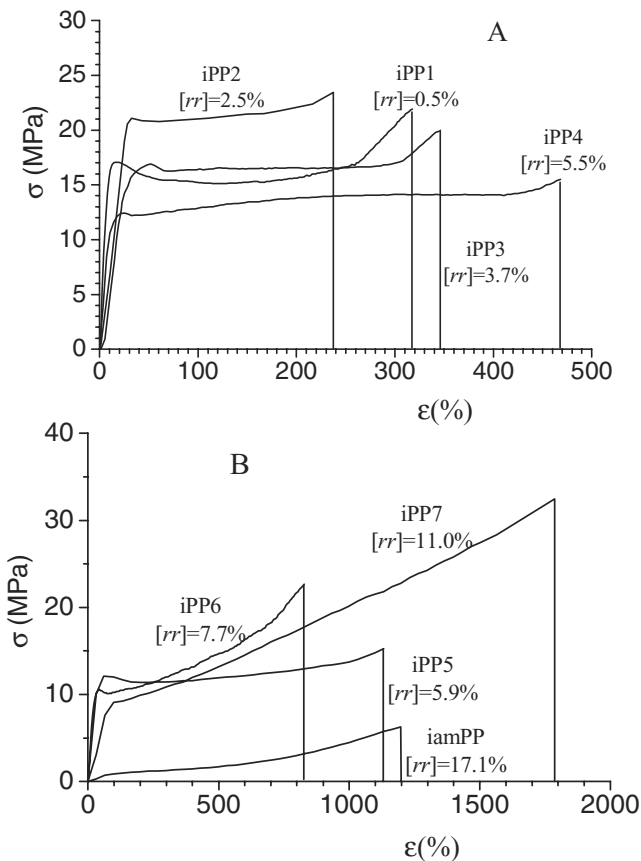 A
30
25
20
15
10
5
0
σ (MPa)
iPP2
[rr]=2.5%
iPP1
[rr]=0.5%
iPP4
[rr]=5.5%
iPP3
[rr]=3.7%
0 100 200 300 400 500
ε(%)
B
40
30
20
10
0
σ (MPa)
iPP7
[rr]=11.0%
iPP6
[rr]=7.7%
iPP5
[rr]=5.9%
iamPP
[rr]=17.1%
0 500 1000 1500 2000
ε(%)